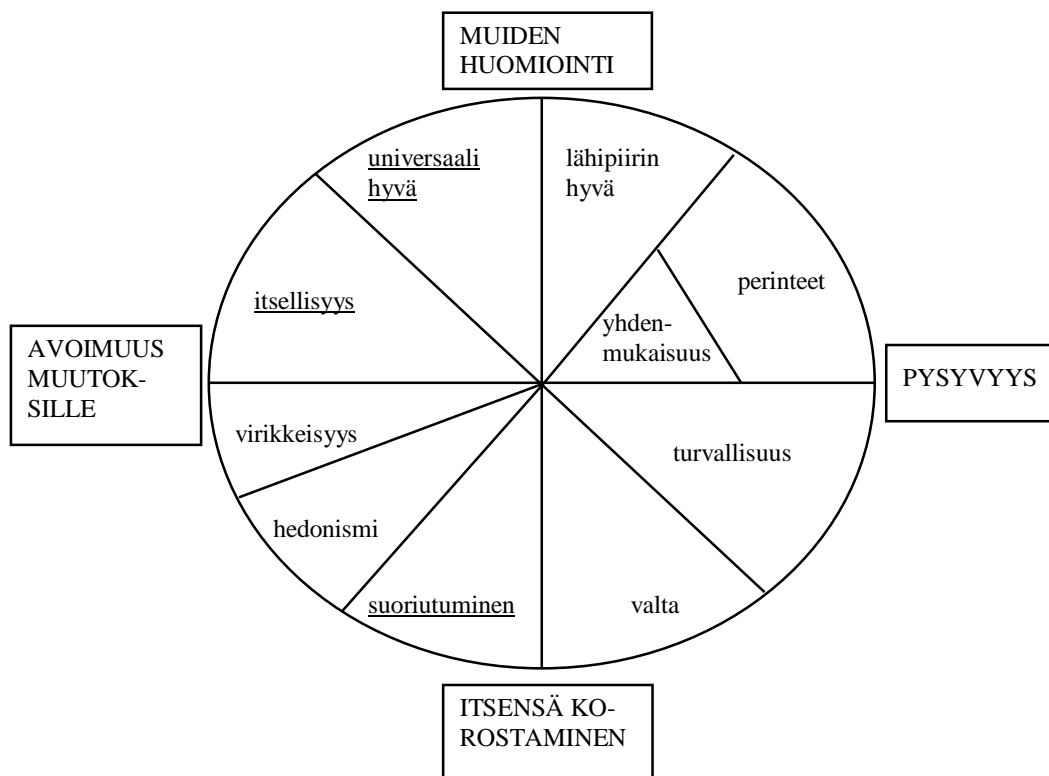 MUIDEN
HUOMIOINTI
universaali
hyvä
lähipiirin
hyvä
itsellisyys
perinteet
yhden-
mukaisuus
AVOIMUUS
MUUTOK-
SILLE
PYSYVYYS
virikkeisyys
turvallisuus
hedonismi
suoriutuminen
valta
ITSENSÄ KO-
ROSTAMINEN